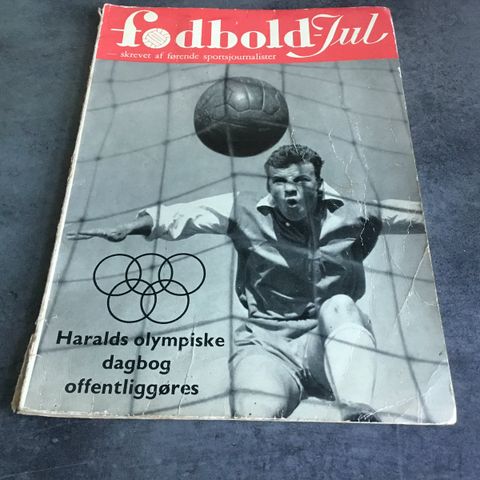 fodbold-Jul
— skrevet af førende sportsjournalister
Haralds olympiske
dagbog
offentliggøres